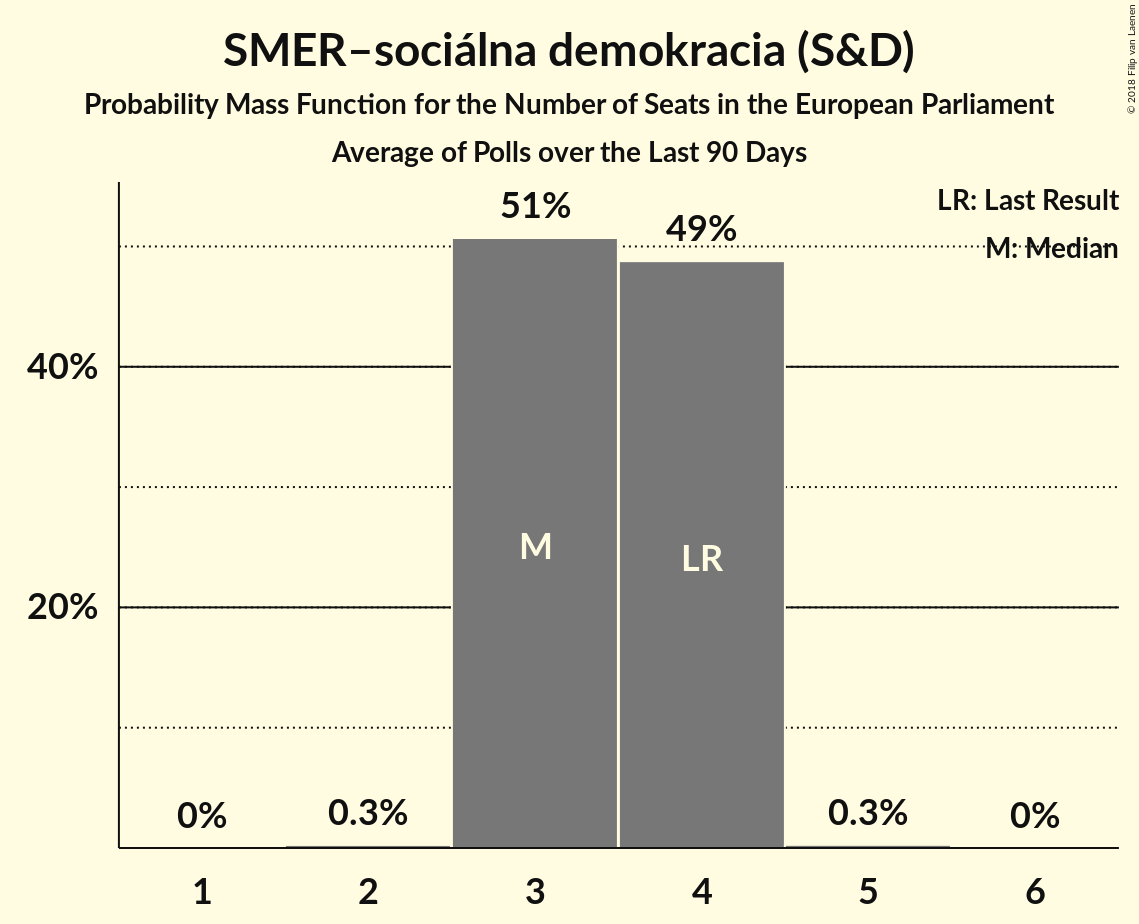 SMER–sociálna demokracia (S&D)
Probability Mass Function for the Number of Seats in the European Parliament
Average of Polls over the Last 90 Days
© 2018 Filip van Laenen
LR: Last Result
M: Median
51%
49%
40%
20%
M
LR
0%
0.3%
0.3%
0%
1
2
3
4
5
6